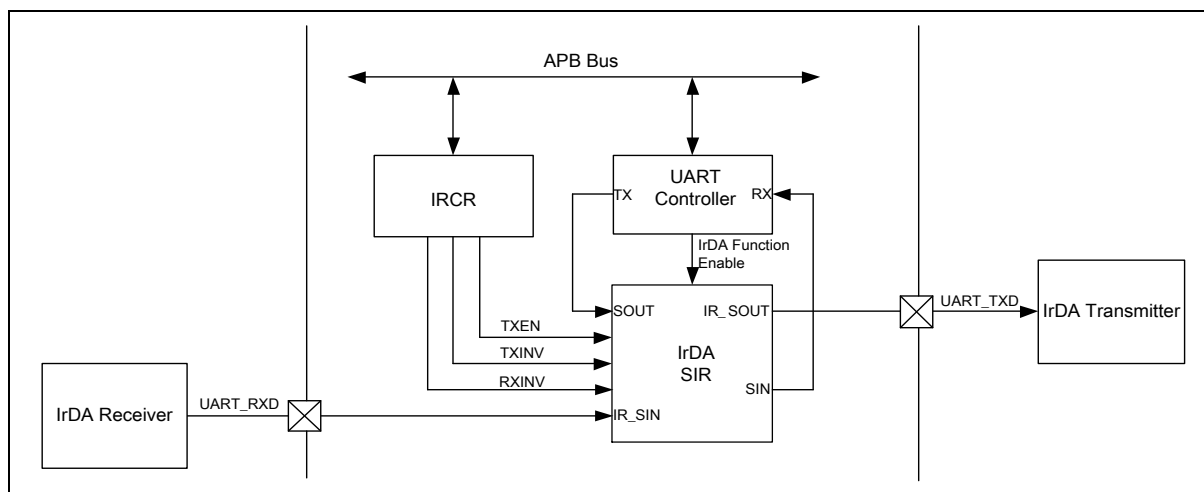 APB Bus
IRCR
UART
Controller
TX
RX
IrDA Function
Enable
SOUT
IR_SOUT
TXEN
TXINV
RXINV
IrDA
SIR
SIN
IR_SIN
IrDA Receiver
UART_RXD
UART_TXD
IrDA Transmitter